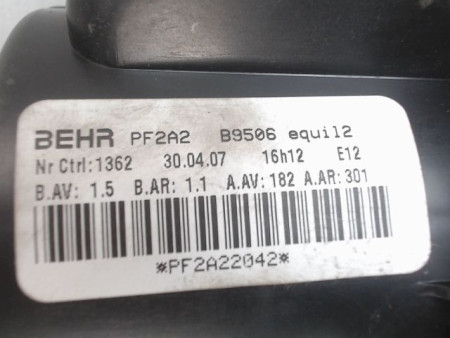 BEHR PF2A2 B9506 equil2
Nr Ctrl:1362 30.04.07 16h12 E12
B.AV: 1.5 B.AR: 1.1 A.AV: 182 A.AR: 301
*PF2A22042*